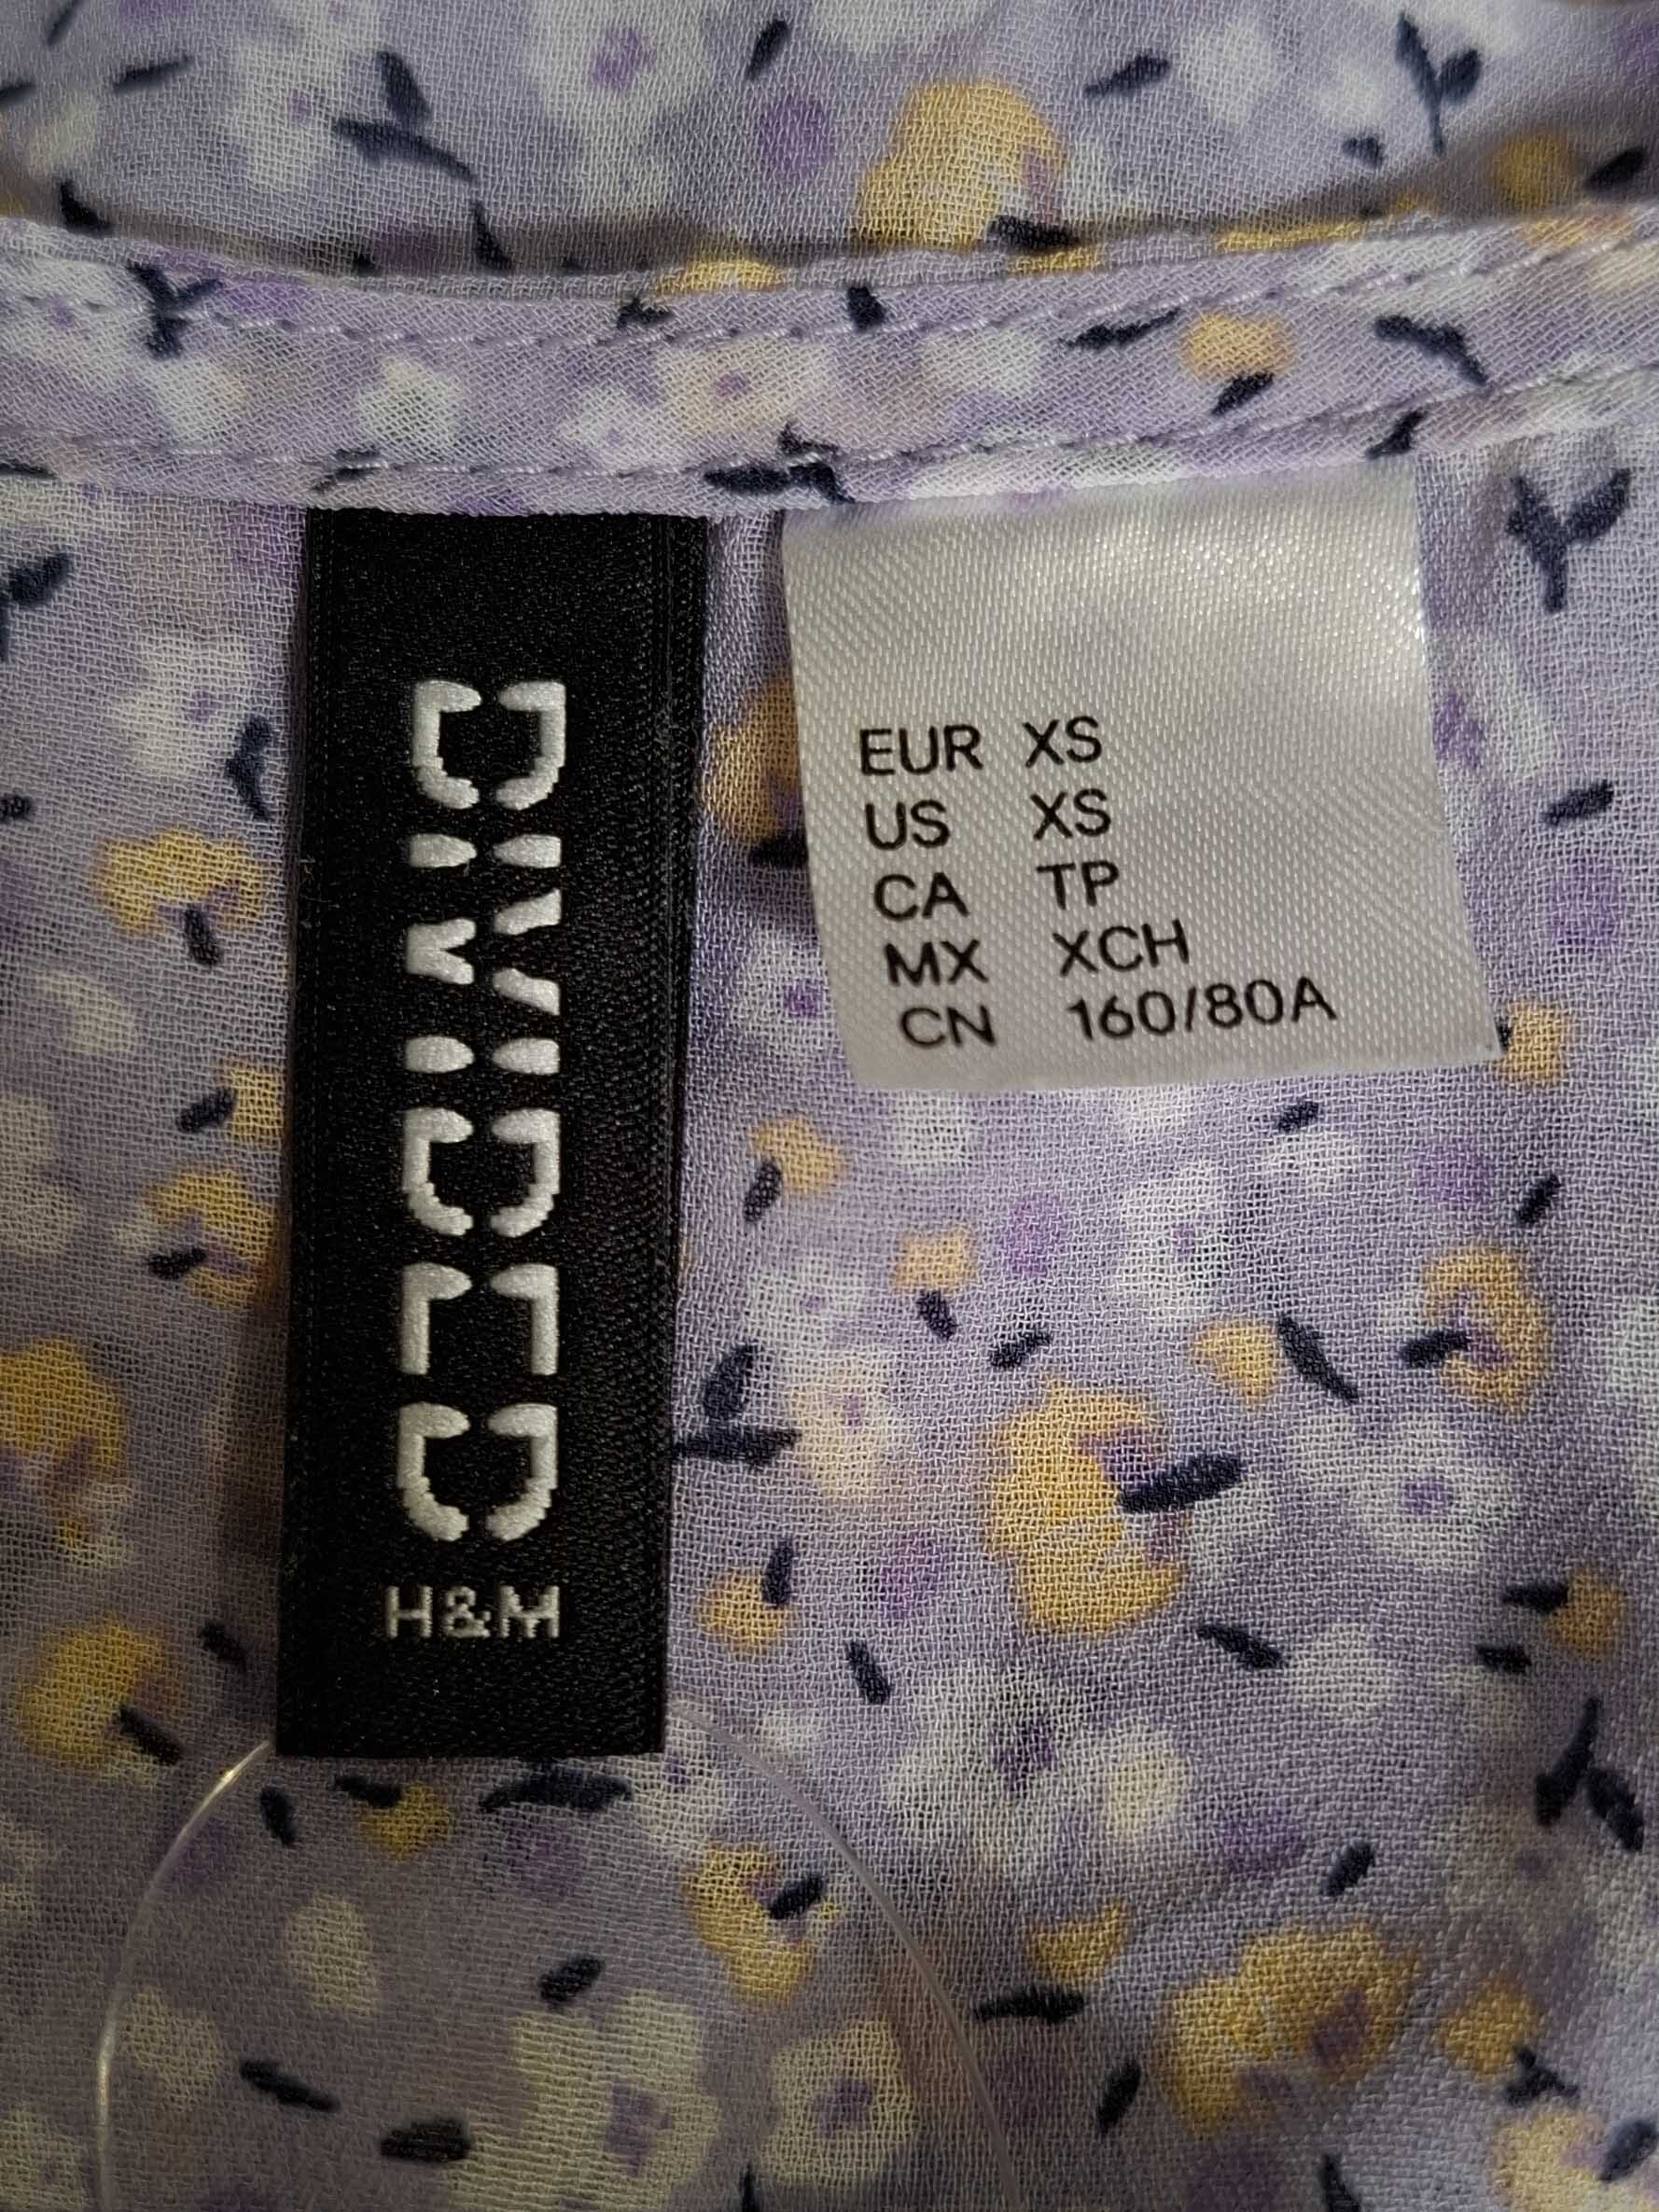 DIVIDED
H&M
EUR XS
US XS
CA TP
MX XCH
CN 160/80A